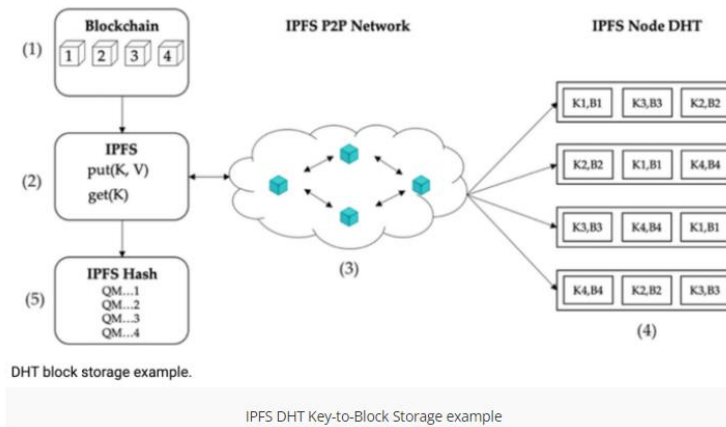 Blockchain
(1)
1 2 3 4
IPFS P2P Network
IPFS Node DHT
IPFS
put(K, V)
get(K)
(2)
(3)
K1,B1 K3,B3 K2,B2
K2,B2 K1,B1 K4,B4
K3,B3 K4,B4 K1,B1
K4,B4 K2,B2 K3,B3
(4)
IPFS Hash
(5)
QM...1
QM...2
QM...3
QM...4
DHT block storage example.
IPFS DHT Key-to-Block Storage example